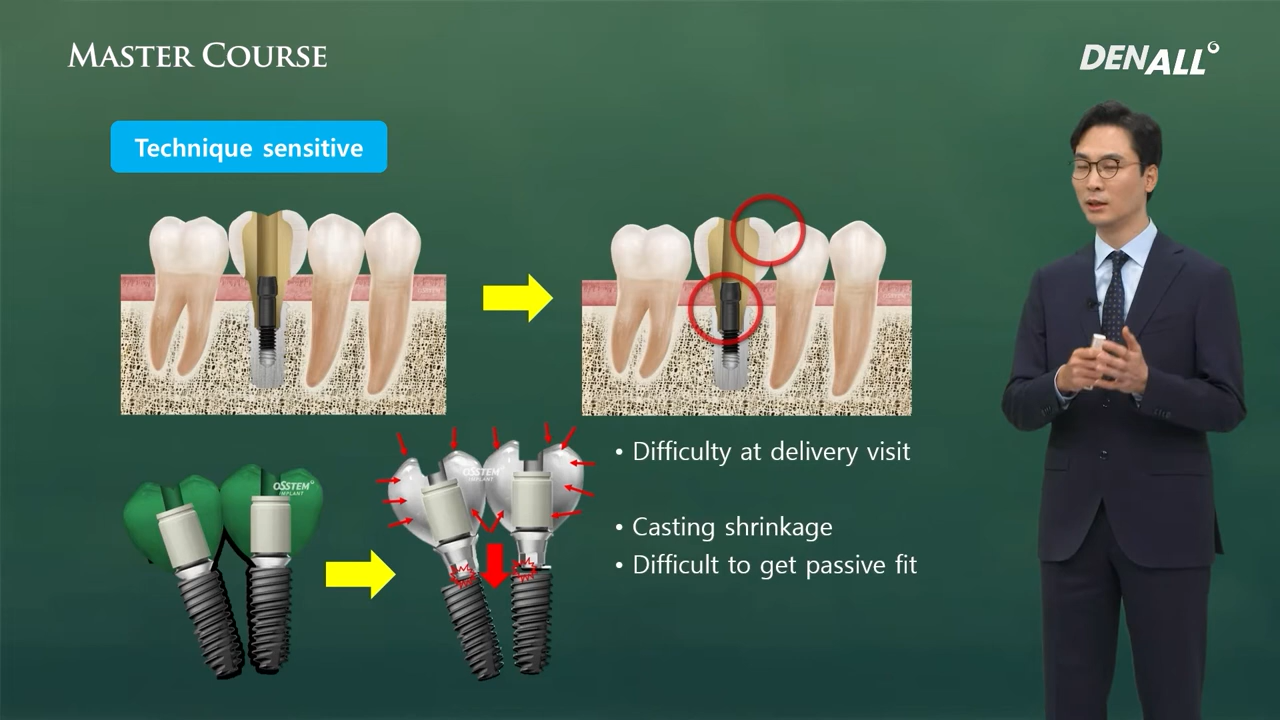 MASTER COURSE
DENALL
Technique sensitive
OSSTEM
IMPLANT
OSSTEM
IMPLANT
• Difficulty at delivery visit
• Casting shrinkage
• Difficult to get passive fit